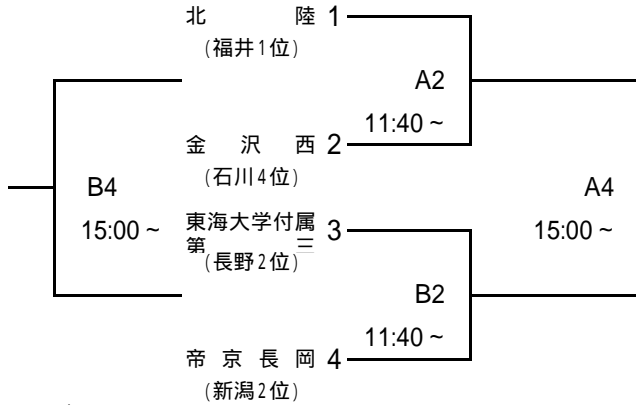 北陸 1
(福井1位)
A2
11:40 ~
金沢西 2
(石川4位)
B4
A4
15:00 ~
東海大学付属
第三
3
15:00 ~
(長野2位)
B2
11:40 ~
帝京長岡 4
(新潟2位)